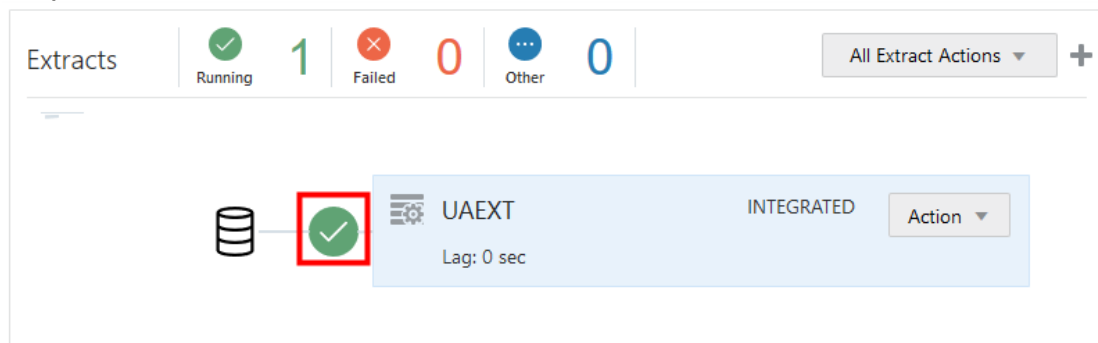 Extracts
Running 1
Failed 0
Other 0
All Extract Actions
UAEXT
INTEGRATED
Action
Lag: 0 sec